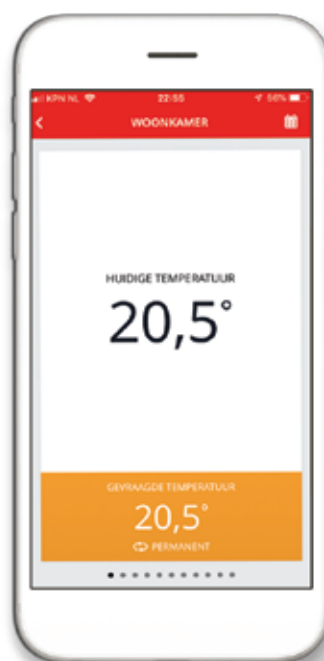 KPN NL 22:55 56%
WOONKAMER
HUIDIGE TEMPERATUUR
20,5°
GEVRAAGDE TEMPERATUUR
20,5°
PERMANENT